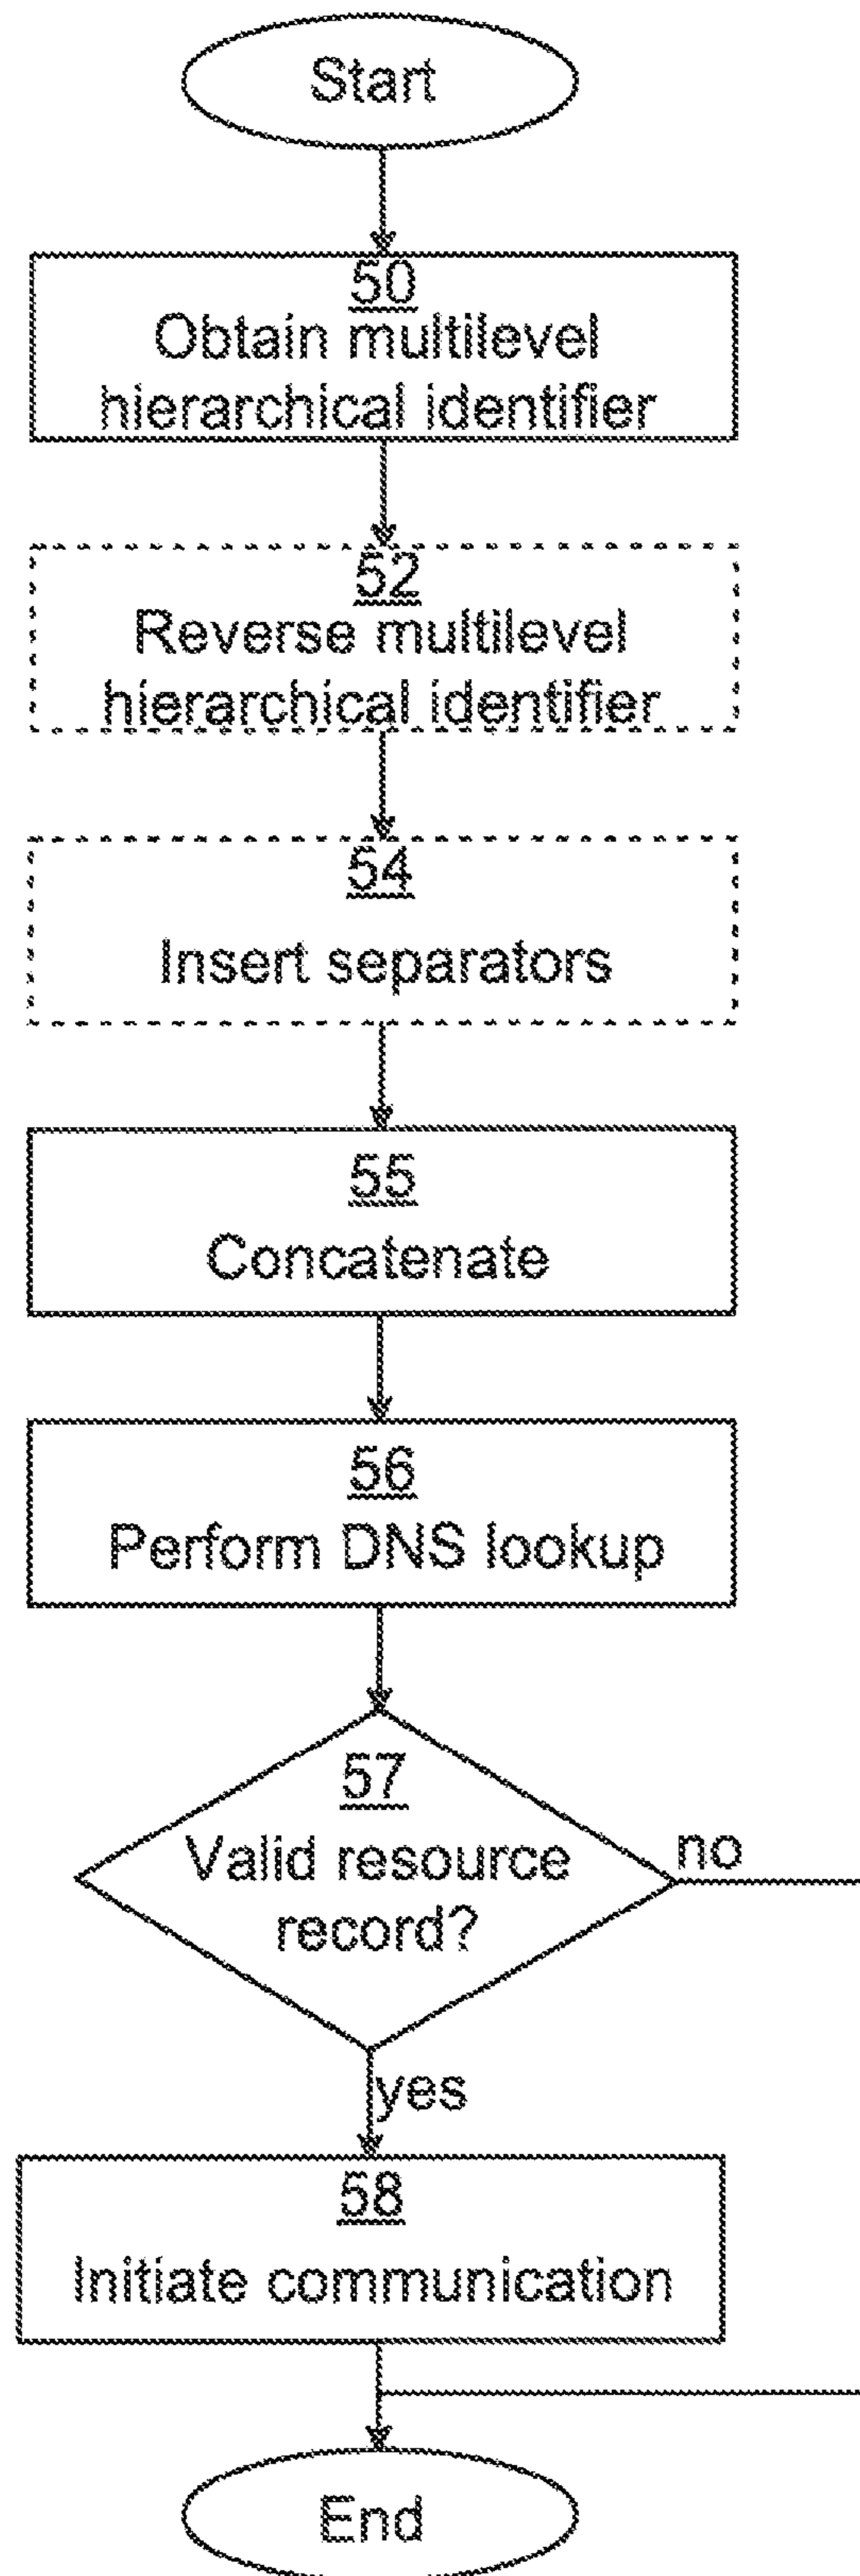 Start
50
Obtain multilevel
hierarchical identifier
52
Reverse multilevel
hierarchical identifier
54
Insert separators
55
Concatenate
56
Perform DNS lookup
57
Valid resource
record?
no
yes
58
Initiate communication
End